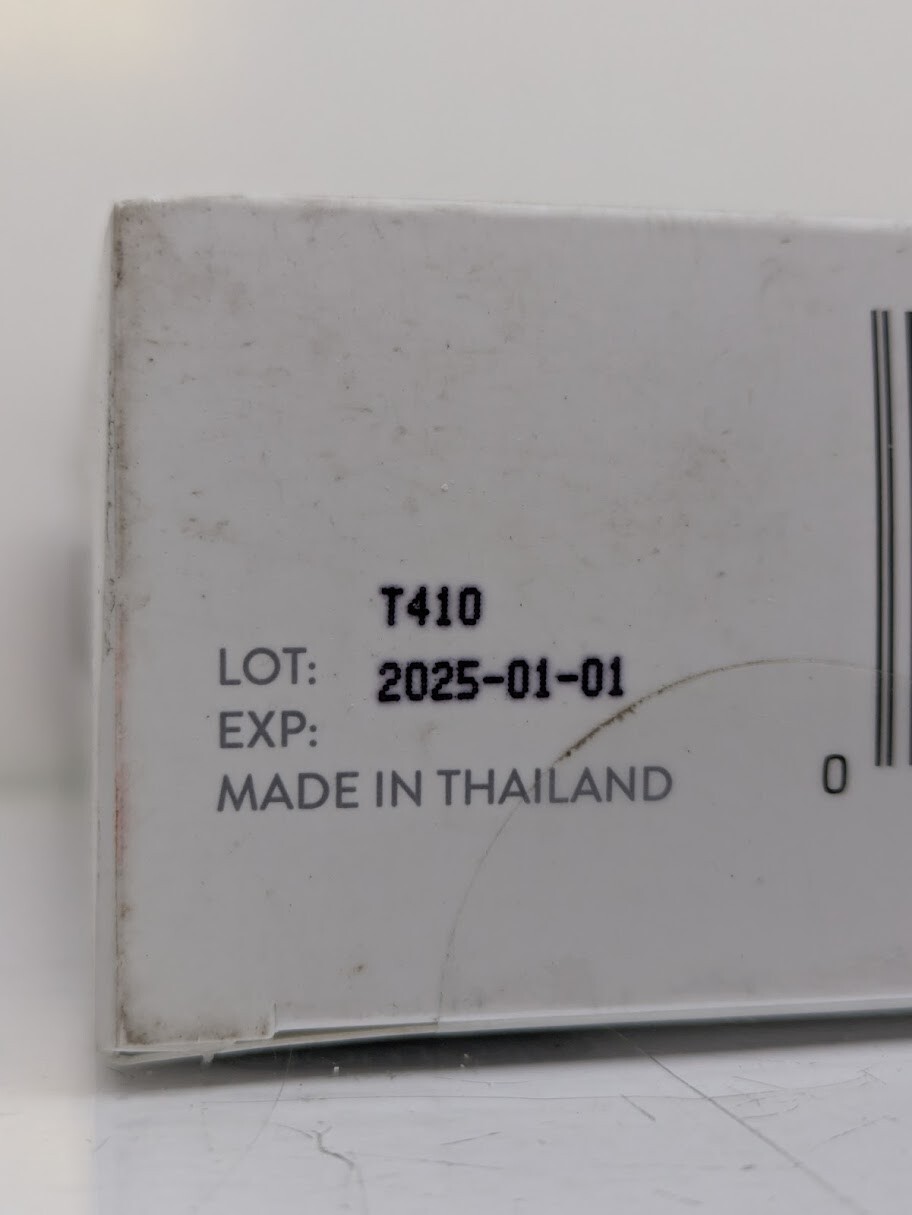 T410
LOT:
2025-01-01
EXP:
MADE IN THAILAND
0